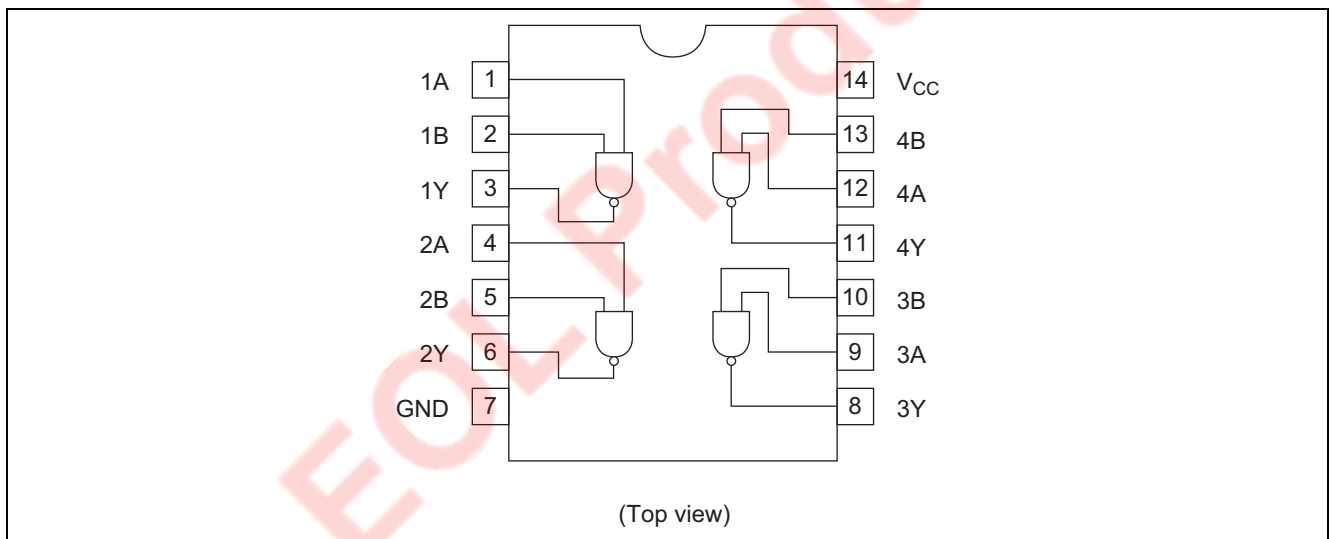 1A 1 14 VCC
1B 2 13 4B
1Y 3 12 4A
2A 4 11 4Y
2B 5 10 3B
2Y 6 9 3A
GND 7 8 3Y
(Top view)
EOL Produ